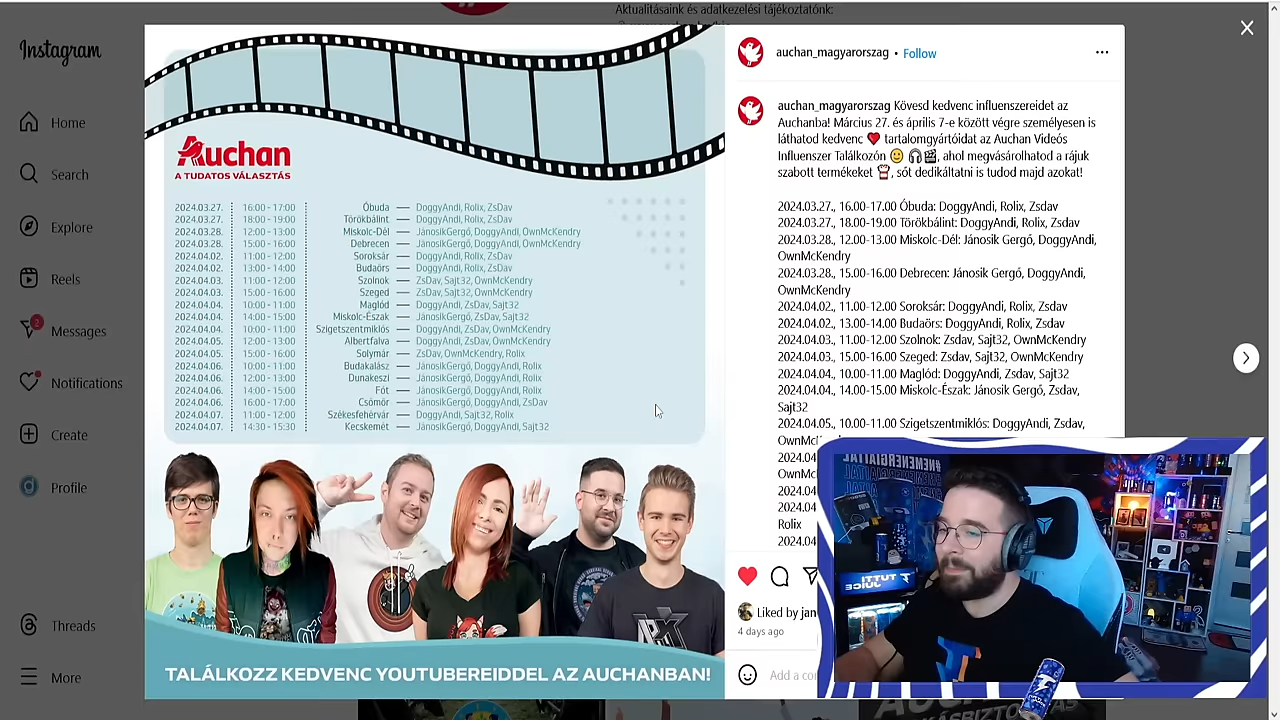 Aktualitásaink és adatkezelési tájékoztatónk:
Instagram
Home
Search
Explore
Reels
2
Messages
Notifications
Create
Profile
Threads
More
Auchan
A TUDATOS VÁLASZTÁS
2024.03.27. 16:00 - 17:00 Óbuda — DoggyAndi, Rolix, ZsDav
2024.03.27. 18:00 - 19:00 Törökbálint — DoggyAndi, Rolix, ZsDav
2024.03.28. 12:00 - 13:00 Miskolc-Dél — JánosikGergő, DoggyAndi, OwnMcKendry
2024.03.28. 15:00 - 16:00 Debrecen — JánosikGergő, DoggyAndi, OwnMcKendry
2024.04.02. 11:00 - 12:00 Soroksár — DoggyAndi, Rolix, ZsDav
2024.04.02. 13:00 - 14:00 Budaörs — DoggyAndi, Rolix, ZsDav
2024.04.03. 11:00 - 12:00 Szolnok — ZsDav, Sajt32, OwnMcKendry
2024.04.03. 15:00 - 16:00 Szeged — ZsDav, Sajt32, OwnMcKendry
2024.04.04. 10:00 - 11:00 Maglód — DoggyAndi, ZsDav, Sajt32
2024.04.04. 14:00 - 15:00 Miskolc-Észak — JánosikGergő, ZsDav, Sajt32
2024.04.04. 10:00 - 11:00 Szigetszentmiklós — DoggyAndi, ZsDav, OwnMcKendry
2024.04.05. 12:00 - 13:00 Albertfalva — DoggyAndi, ZsDav, OwnMcKendry
2024.04.05. 15:00 - 16:00 Solymár — ZsDav, OwnMcKendry, Rolix
2024.04.06. 10:00 - 11:00 Budakalász — JánosikGergő, DoggyAndi, Rolix
2024.04.06. 12:00 - 13:00 Dunakeszi — JánosikGergő, DoggyAndi, Rolix
2024.04.06. 14:00 - 15:00 Fót — JánosikGergő, DoggyAndi, Rolix
2024.04.06. 16:00 - 17:00 Csömör — JánosikGergő, DoggyAndi, ZsDav
2024.04.07. 11:00 - 12:00 Székesfehérvár — DoggyAndi, Sajt32, Rolix
2024.04.07. 14:30 - 15:30 Kecskemét — JánosikGergő, DoggyAndi, Sajt32
TALÁLKOZZ KEDVENC YOUTUBEREIDDEL AZ AUCHANBAN!
auchan_magyarorszag • Follow
auchan_magyarorszag Kövesd kedvenc influenszereidet az
Auchanba! Március 27. és április 7-e között végre személyesen is
láthatod kedvenc ❤ tartalomgyártóidat az Auchan Videós
Influenszer Találkozón 🙂 🎧🎬, ahol megvásárolhatod a rájuk
szabott termékeket, sőt dedikáltatni is tudod majd azokat!
2024.03.27., 16.00-17.00 Óbuda: DoggyAndi, Rolix, Zsdav
2024.03.27., 18.00-19.00 Törökbálint: DoggyAndi, Rolix, Zsdav
2024.03.28., 12.00-13.00 Miskolc-Dél: Jánosik Gergő, DoggyAndi,
OwnMcKendry
2024.03.28., 15.00-16.00 Debrecen: Jánosik Gergő, DoggyAndi,
OwnMcKendry
2024.04.02., 11.00-12.00 Soroksár: DoggyAndi, Rolix, Zsdav
2024.04.02., 13.00-14.00 Budaörs: DoggyAndi, Rolix, Zsdav
2024.04.03., 11.00-12.00 Szolnok: Zsdav, Sajt32, OwnMcKendry
2024.04.03., 15.00-16.00 Szeged: Zsdav, Sajt32, OwnMcKendry
2024.04.04., 10.00-11.00 Maglód: DoggyAndi, Zsdav, Sajt32
2024.04.04., 14.00-15.00 Miskolc-Észak: Jánosik Gergő, Zsdav,
Sajt32
2024.04.05., 10.00-11.00 Szigetszentmiklós: DoggyAndi, Zsdav,
OwnMc
2024.04
OwnMc
2024.04
2024.04
Rolix
2024.04
Liked by jan
4 days ago
Add a co
#NEMENERGIAITAL
TUTTI
JUICE